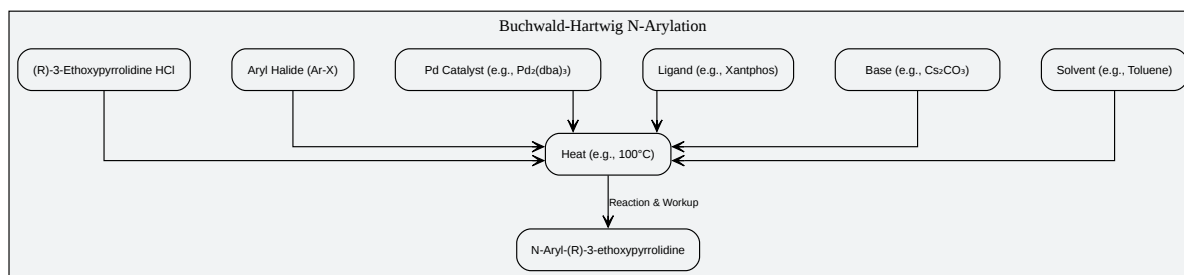 Buchwald-Hartwig N-Arylation
(R)-3-Ethoxypyrrolidine HCl
Aryl Halide (Ar-X)
Pd Catalyst (e.g., Pd₂(dba)₃)
Ligand (e.g., Xantphos)
Base (e.g., Cs₂CO₃)
Solvent (e.g., Toluene)
Heat (e.g., 100°C)
Reaction & Workup
N-Aryl-(R)-3-ethoxypyrrolidine